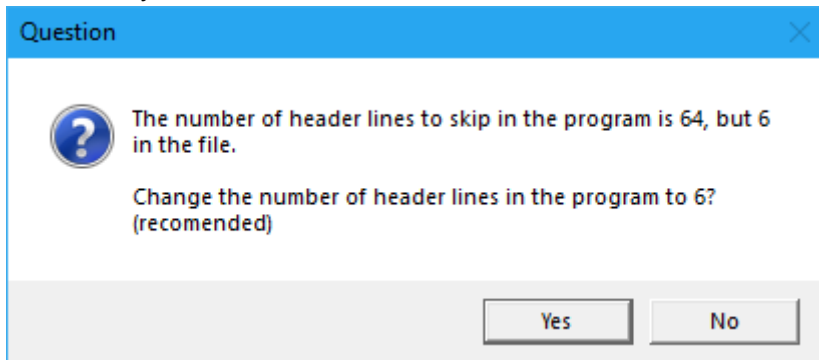 Question
The number of header lines to skip in the program is 64, but 6
in the file.
Change the number of header lines in the program to 6?
(recomended)
Yes
No